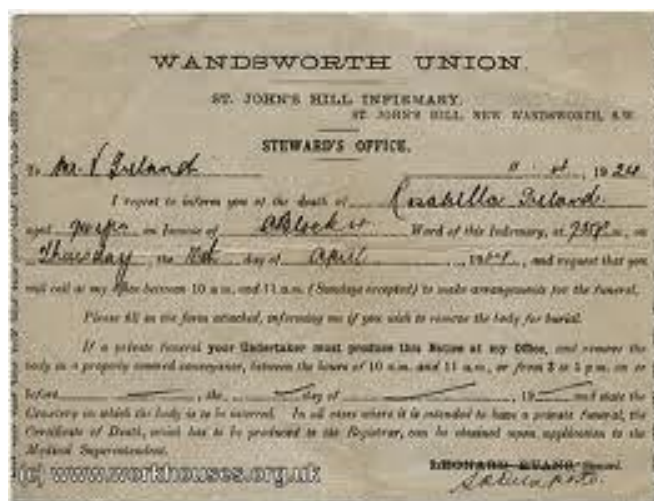 WANDSWORTH UNION.
ST. JOHN'S HILL INFIRMARY,
ST. JOHN'S HILL, NEW WANDSWORTH, S.W.
STEWARD'S OFFICE,
To Mr. Ireland 1924
I regret to inform you of the death of Ireland
aged an Inmate of Block Ward of this Infirmary, at on
Thursday, the day of April, 19, and request that you
will call at my Office between 10 a.m. and 11 a.m. (Sundays excepted) to make arrangements for the funeral.
Please fill in the form attached, informing me if you wish to remove the body for burial.
If a private funeral your Undertaker must produce this Notice at my Office, and remove the
body in a properly covered conveyance, between the hours of 10 a.m. and 11 a.m., or from 2 to 5 p.m. on or
before, the day of, 19 and state the
Cemetery in which the body is to be interred. In all cases where it is intended to have a private funeral, the
Certificate of Death, which has to be produced to the Registrar, can be obtained upon application to the
Medical Superintendent.
LEONARD EVANS, Steward.
(c) www.workhouses.org.uk